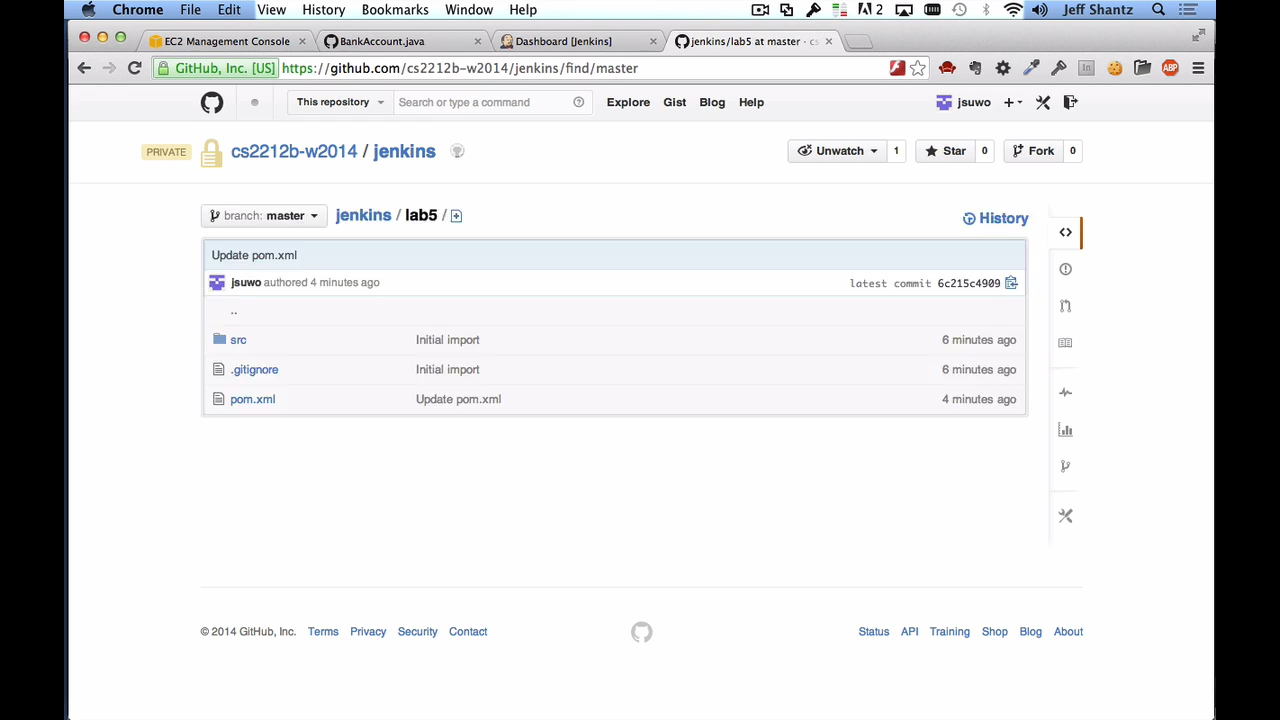 Chrome File Edit View History Bookmarks Window Help 2 Jeff Shantz
EC2 Management Console BankAccount.java Dashboard [Jenkins] jenkins/lab5 at master · cs
GitHub, Inc. [US] https://github.com/cs2212b-w2014/jenkins/find/master
This repository Search or type a command Explore Gist Blog Help jsuwo
PRIVATE cs2212b-w2014 / jenkins Unwatch 1 Star 0 Fork 0
branch: master jenkins / lab5 / History
Update pom.xml
jsuwo authored 4 minutes ago latest commit 6c215c4909
..
src Initial import 6 minutes ago
.gitignore Initial import 6 minutes ago
pom.xml Update pom.xml 4 minutes ago
© 2014 GitHub, Inc. Terms Privacy Security Contact Status API Training Shop Blog About